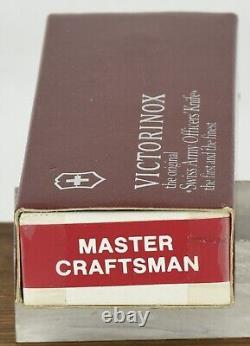 VICTORINOX
the original
«Swiss Army Officers' Knife»
the first and the finest
MASTER
CRAFTSMAN